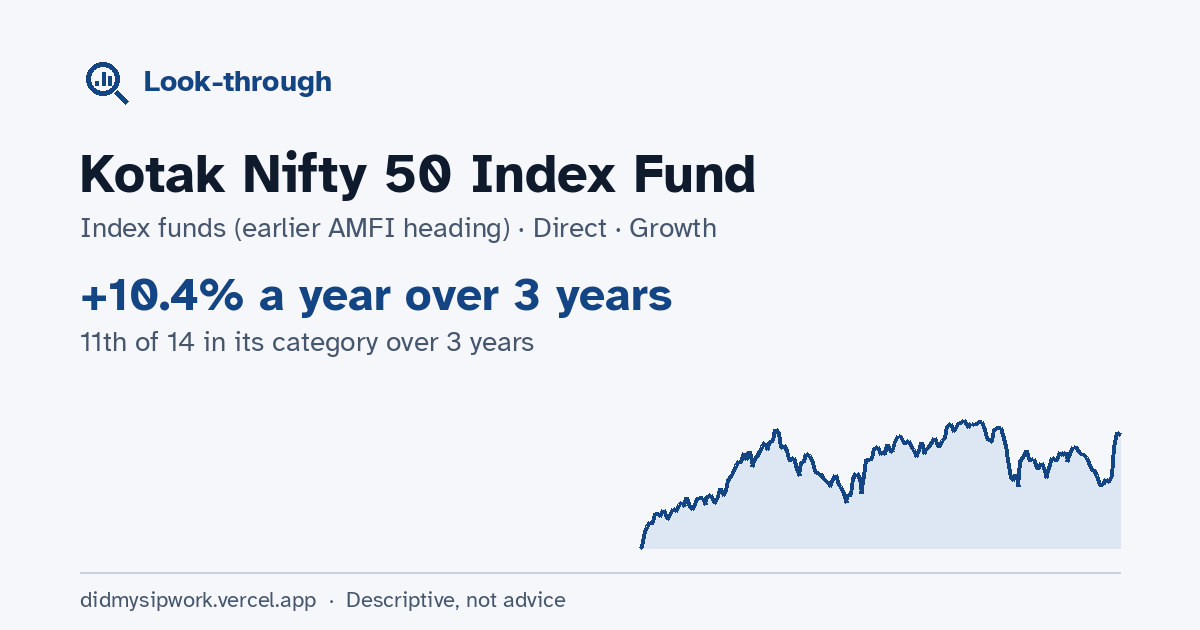 Look-through
Kotak Nifty 50 Index Fund
Index funds (earlier AMFI heading) · Direct · Growth
+10.4% a year over 3 years
11th of 14 in its category over 3 years
didmysipwork.vercel.app · Descriptive, not advice